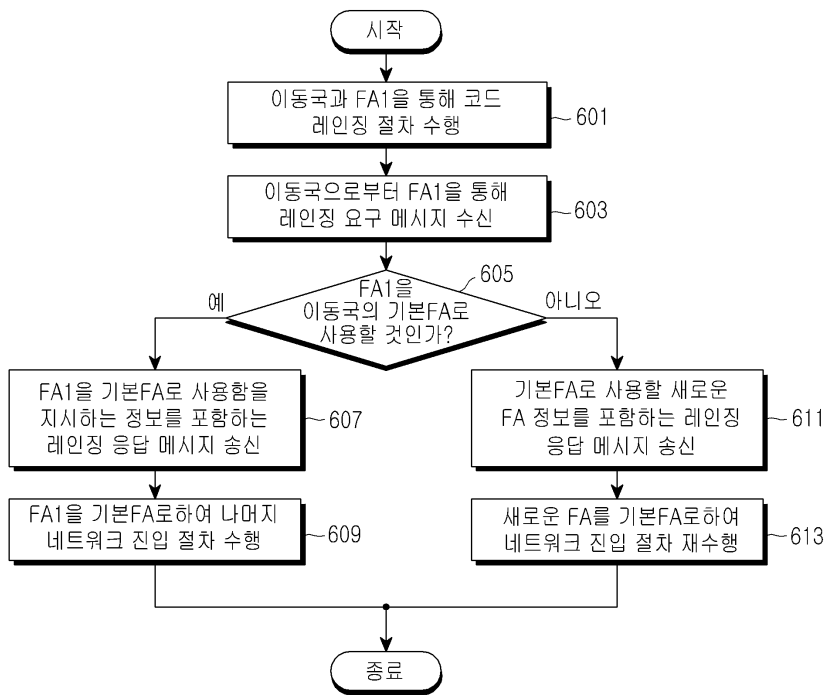 시작
이동국과 FA1을 통해 코드
레인징 절차 수행
601
이동국으로부터 FA1을 통해
레인징 요구 메시지 수신
603
605
FA1을
이동국의 기본FA로
사용할 것인가?
예
아니오
FA1을 기본FA로 사용함을
지시하는 정보를 포함하는
레인징 응답 메시지 송신
607
기본FA로 사용할 새로운
FA 정보를 포함하는 레인징
응답 메시지 송신
611
FA1을 기본FA로하여 나머지
네트워크 진입 절차 수행
609
새로운 FA를 기본FA로하여
네트워크 진입 절차 재수행
613
종료